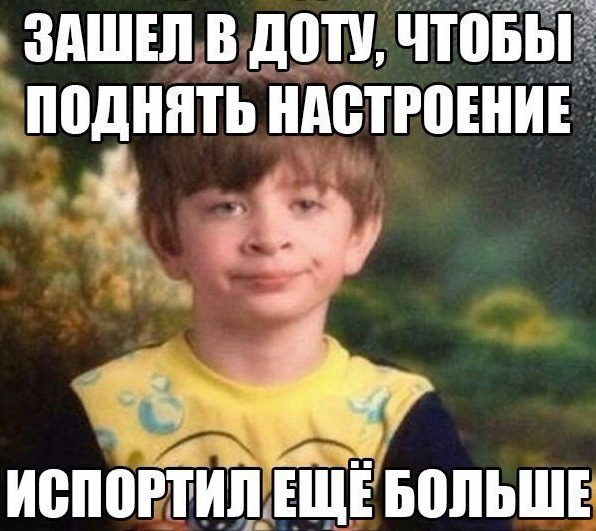 ЗАШЕЛ В ДОТУ, ЧТОБЫ
ПОДНЯТЬ НАСТРОЕНИЕ
ИСПОРТИЛ ЕЩЁ БОЛЬШЕ